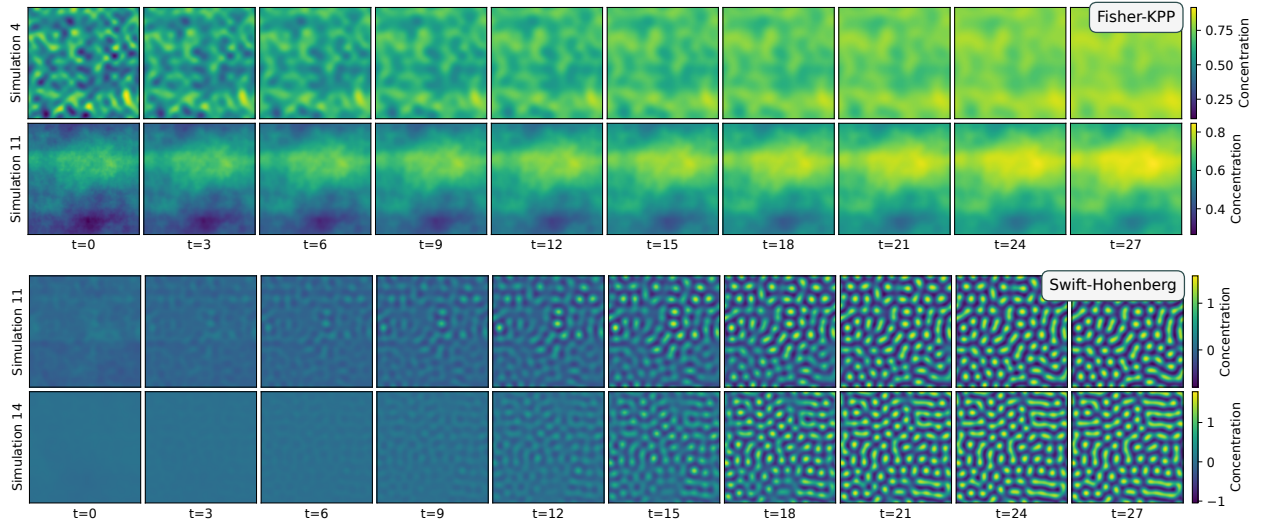 Fisher-KPP
Simulation 4
0.75
0.50
0.25
Concentration
Simulation 11
0.8
0.6
0.4
Concentration
t=0 t=3 t=6 t=9 t=12 t=15 t=18 t=21 t=24 t=27
Swift-Hohenberg
Simulation 11
1
0
Concentration
Simulation 14
1
0
−1
Concentration
t=0 t=3 t=6 t=9 t=12 t=15 t=18 t=21 t=24 t=27